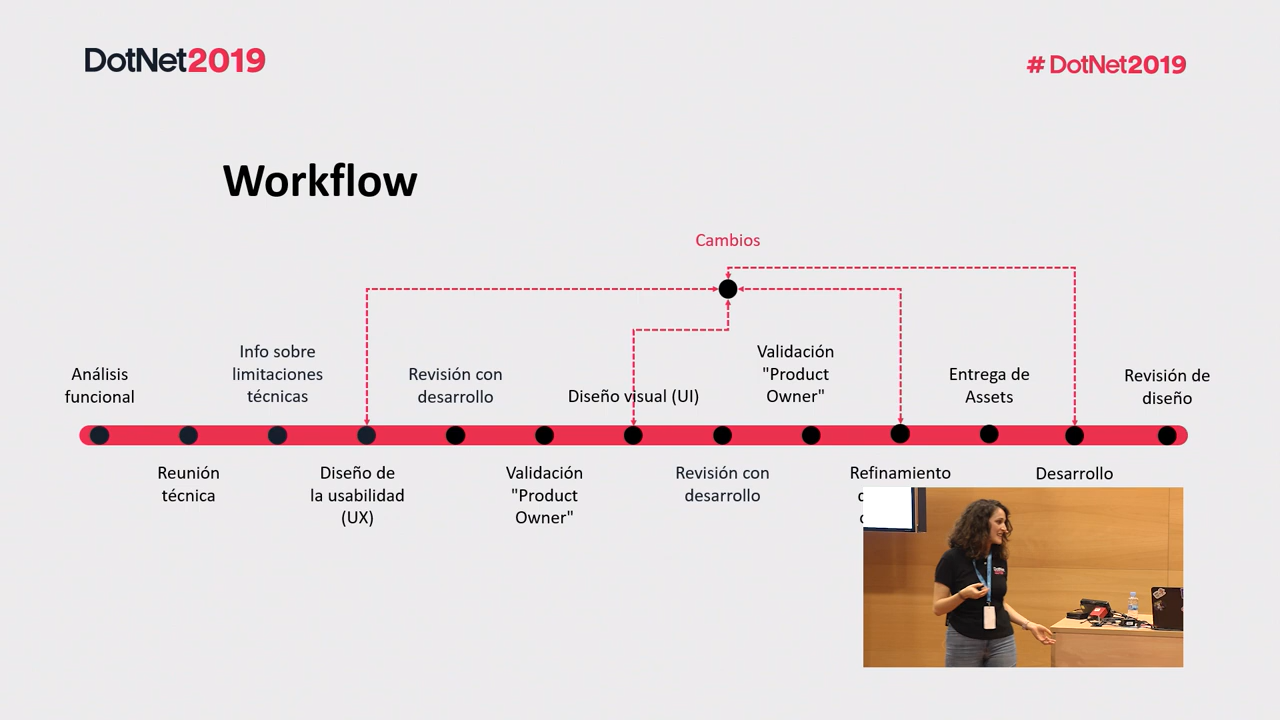 DotNet2019
# DotNet2019
Workflow
Cambios
Análisis
funcional
Reunión
técnica
Info sobre
limitaciones
técnicas
Diseño de
la usabilidad
(UX)
Revisión con
desarrollo
Validación
"Product
Owner"
Diseño visual (UI)
Revisión con
desarrollo
Validación
"Product
Owner"
Refinamiento
Entrega de
Assets
Desarrollo
Revisión de
diseño